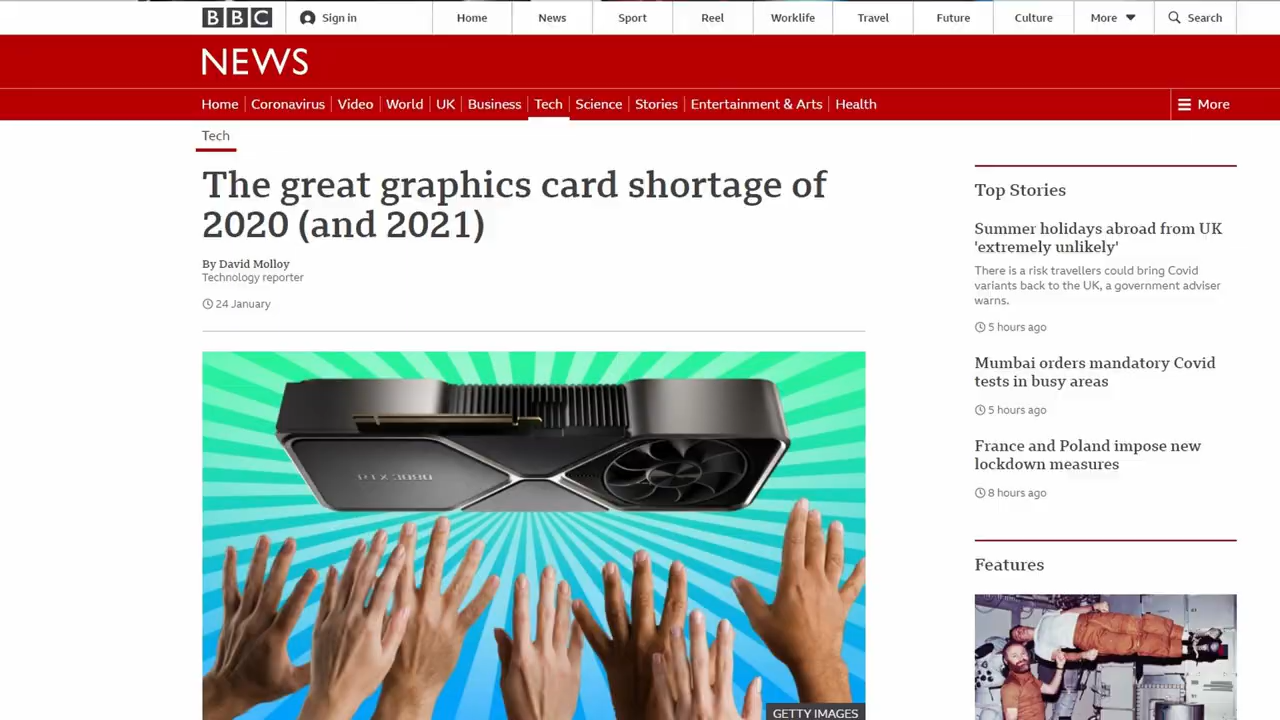 BBC
Sign in
Home
News
Sport
Reel
Worklife
Travel
Future
Culture
More
Search
NEWS
Home
Coronavirus
Video
World
UK
Business
Tech
Science
Stories
Entertainment & Arts
Health
More
Tech
The great graphics card shortage of
2020 (and 2021)
By David Molloy
Technology reporter
24 January
GETTY IMAGES
Top Stories
Summer holidays abroad from UK
'extremely unlikely'
There is a risk travellers could bring Covid
variants back to the UK, a government adviser
warns.
5 hours ago
Mumbai orders mandatory Covid
tests in busy areas
5 hours ago
France and Poland impose new
lockdown measures
8 hours ago
Features